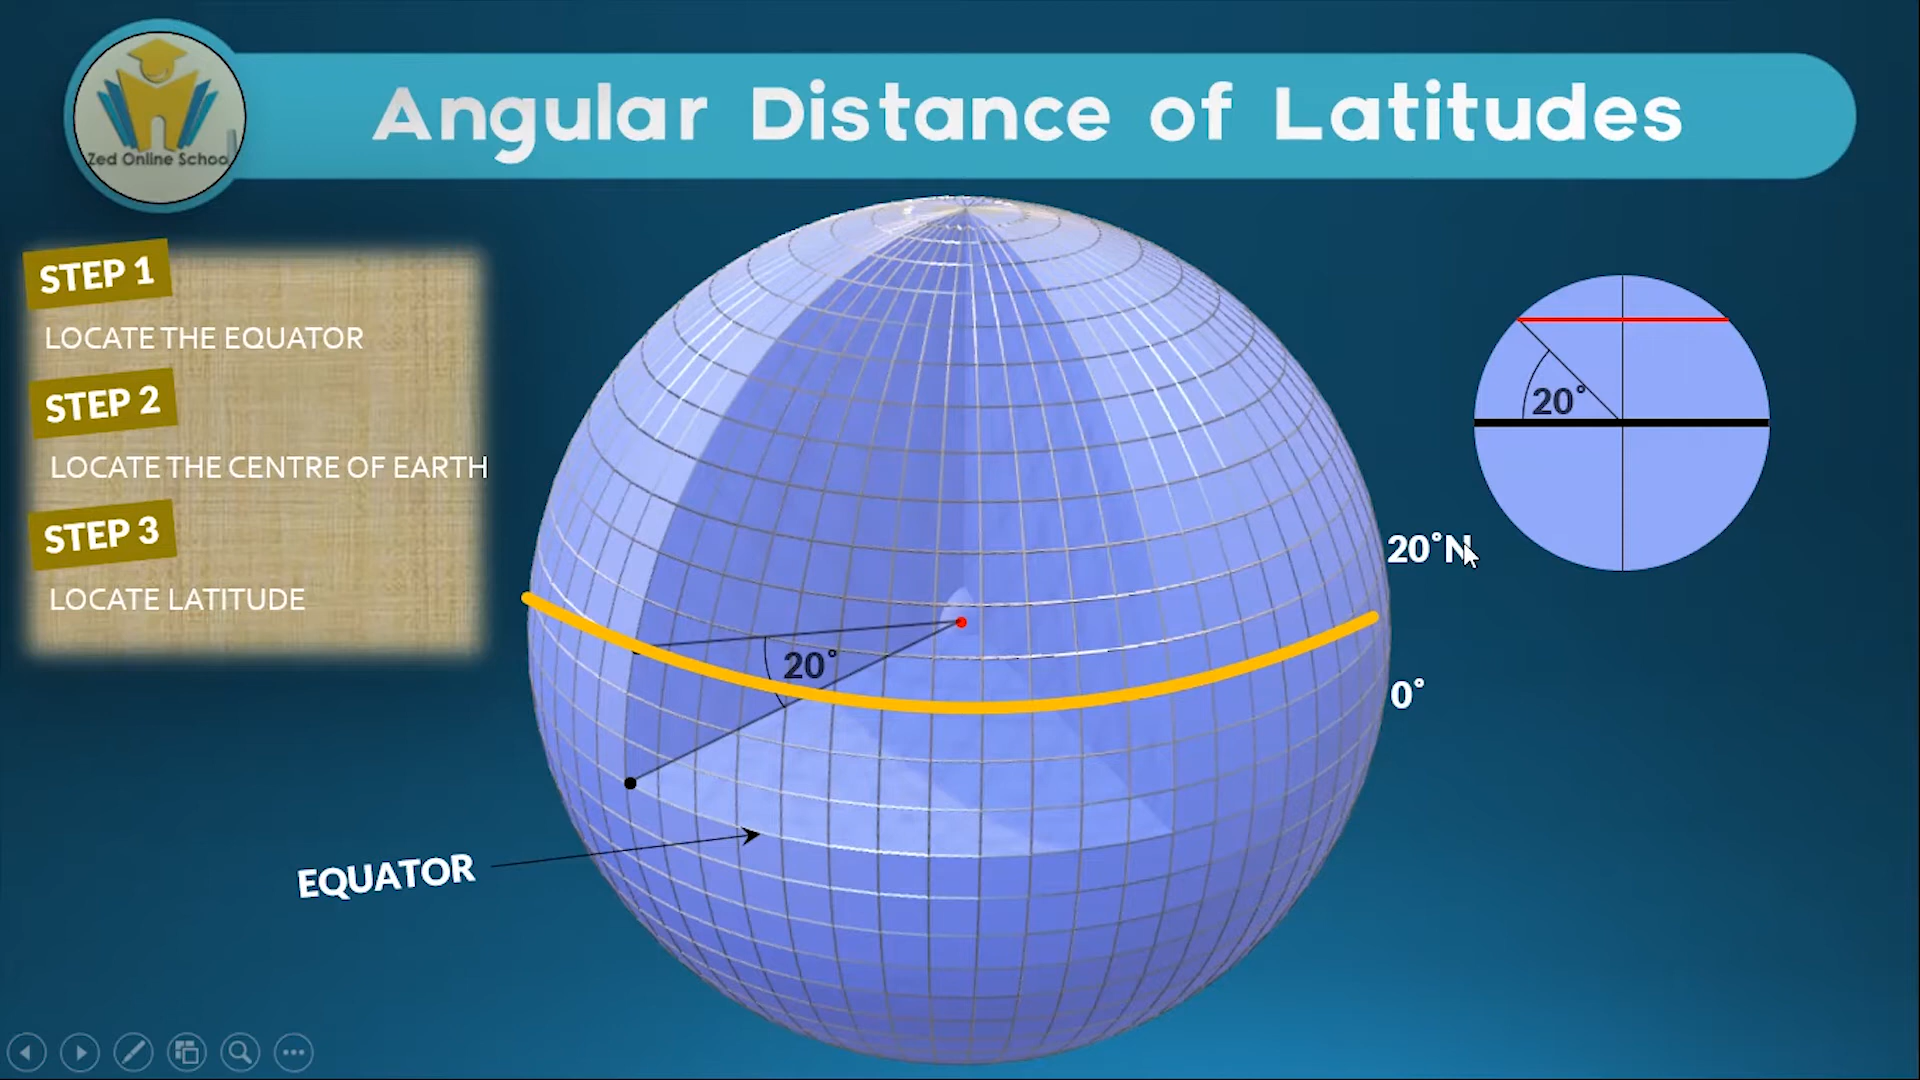 Angular Distance of Latitudes
Zed Online School
STEP 1
LOCATE THE EQUATOR
STEP 2
LOCATE THE CENTRE OF EARTH
STEP 3
LOCATE LATITUDE
20°
20°N
20°
0°
EQUATOR